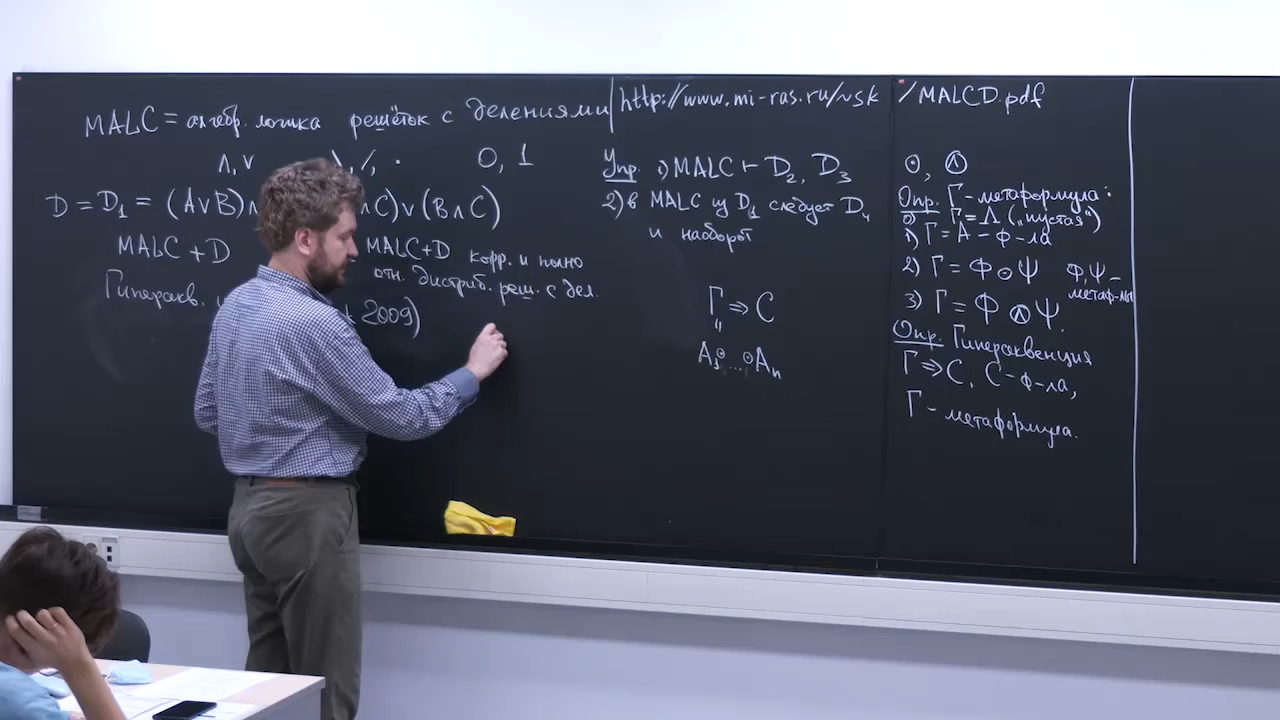 MALC = алгебр. логика решёток с делениями
∧, ∨ \, /, · 0, 1
D = D₁ = (A∨B)∧ ∧C)∨(B∧C)
MALC + D MALC+D корр. и полно
отн. дистриб. реш. с дел.
Гиперсекв. 2009)
http://www.mi-ras.ru/~sk/MALCD.pdf
Упр. 1) MALC ⊢ D₂, D₃
2) в MALC из D₁ следует D₄
и наоборот
Γ ⇒ C
"
A₁⊙...⊙Aₙ
⊙, Ⓐ
Опр. Γ-метаформула:
0) Γ = Λ ("пустая")
1) Γ = A - ф-ла
2) Γ = Φ ⊙ Ψ Φ,Ψ-
метаф-лы
3) Γ = Φ Ⓐ Ψ.
Опр. Гиперсеквенция
Γ ⇒ C, C-ф-ла,
Γ - метаформула.